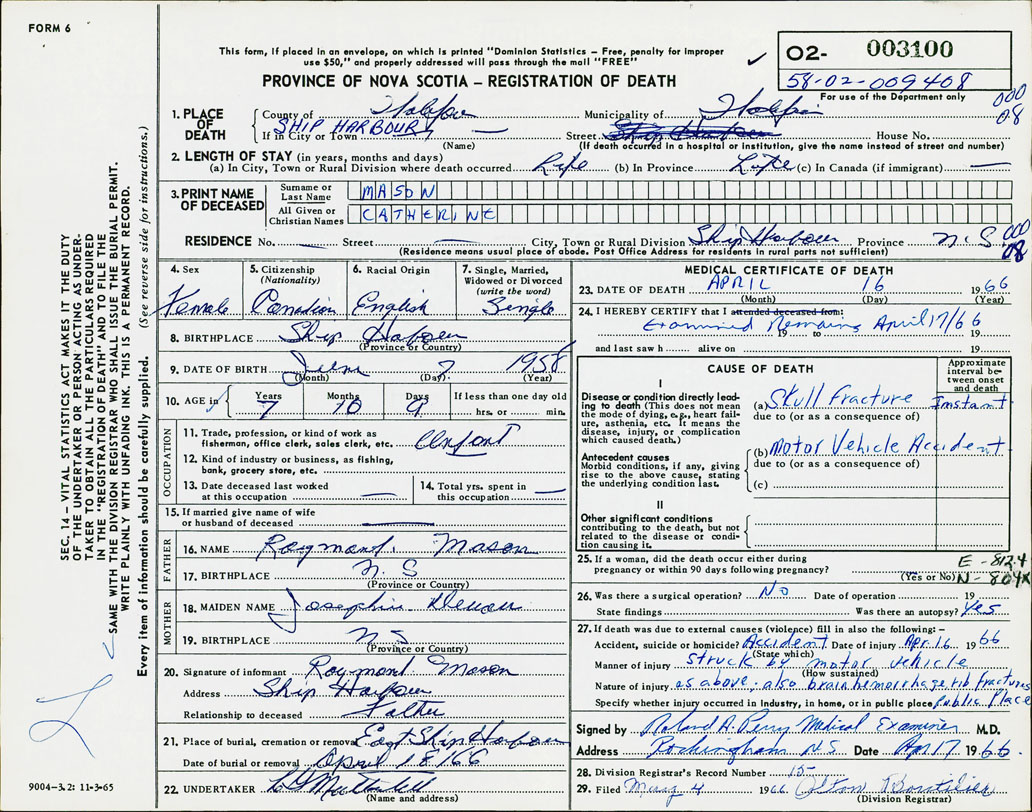 FORM 6
This form, if placed in an envelope, on which is printed "Dominion Statistics – Free, penalty for improper
use $50," and properly addressed will pass through the mail "FREE"
PROVINCE OF NOVA SCOTIA – REGISTRATION OF DEATH
02- 003100
58-02-009408
For use of the Department only
000
08
1. PLACE OF DEATH
County of Halifax Municipality of Halifax
If in City or Town SHIP HARBOUR — Street House No.
(Name) (If death occurred in a hospital or institution, give the name instead of street and number)
2. LENGTH OF STAY (in years, months and days)
(a) In City, Town or Rural Division where death occurred Life (b) In Province Life (c) In Canada (if immigrant) —
3. PRINT NAME OF DECEASED
Surname or Last Name MASON
All Given or Christian Names CATHERINE
RESIDENCE No. — Street — City, Town or Rural Division Ship Harbour Province N.S. 000
08
(Residence means usual place of abode. Post Office Address for residents in rural parts not sufficient)
4. Sex Female
5. Citizenship (Nationality) Canadian
6. Racial Origin English
7. Single, Married, Widowed or Divorced (write the word) Single
8. BIRTHPLACE Ship Harbour
(Province or Country)
9. DATE OF BIRTH June 7 1958
(Month) (Day) (Year)
10. AGE in Years 7 Months 10 Days 9 If less than one day old hrs. or min.
OCCUPATION
11. Trade, profession, or kind of work as fisherman, office clerk, sales clerk, etc. Infant
12. Kind of industry or business, as fishing, bank, grocery store, etc.
13. Date deceased last worked at this occupation —
14. Total yrs. spent in this occupation —
15. If married give name of wife or husband of deceased —
FATHER
16. NAME Raymond Mason
17. BIRTHPLACE N.S
(Province or Country)
MOTHER
18. MAIDEN NAME Josephine
19. BIRTHPLACE N S
(Province or Country)
20. Signature of informant Raymond Mason
Address Ship Harbour
Relationship to deceased Father
21. Place of burial, cremation or removal East Ship Harbour
Date of burial or removal April 18/66
22. UNDERTAKER
(Name and address)
MEDICAL CERTIFICATE OF DEATH
23. DATE OF DEATH APRIL 16 1966
(Month) (Day) (Year)
24. I HEREBY CERTIFY that I attended deceased from:
Examined Remains April 17/66
19 to 19
and last saw h alive on 19
CAUSE OF DEATH
Approximate interval between onset and death
I
Disease or condition directly leading to death (This does not mean the mode of dying, e.g., heart failure, asthenia, etc. It means the disease, injury, or complication which caused death.)
(a) Skull Fracture Instant
due to (or as a consequence of)
Antecedent causes
Morbid conditions, if any, giving rise to the above cause, stating the underlying condition last.
(b) Motor Vehicle Accident
due to (or as a consequence of)
(c)
II
Other significant conditions contributing to the death, but not related to the disease or condition causing it.
25. If a woman, did the death occur either during pregnancy or within 90 days following pregnancy?
(Yes or No)
E - 812.4
N - 804X
26. Was there a surgical operation? No Date of operation 19
State findings Was there an autopsy? Yes
27. If death was due to external causes (violence) fill in also the following: –
Accident, suicide or homicide? Accident Date of injury Apr. 16 1966
(State which)
Manner of injury struck by motor vehicle
(How sustained)
Nature of injury as above; also brain hemorrhage rib fractures
Specify whether injury occurred in Industry, in home, or in public place Public Place
Signed by Roland A. Perry Medical Examiner M.D.
Address Rockingham N.S. Date Ap 17 1966
28. Division Registrar's Record Number 15-
29. Filed May 4 1966 Alton Boutilier
(Division Registrar)
SEC. 14 – VITAL STATISTICS ACT MAKES IT THE DUTY
OF THE UNDERTAKER OR PERSON ACTING AS UNDER-
TAKER TO OBTAIN ALL THE PARTICULARS REQUIRED
IN THE "REGISTRATION OF DEATH" AND TO FILE THE
SAME WITH THE DIVISION REGISTRAR WHO SHALL ISSUE THE BURIAL PERMIT.
WRITE PLAINLY WITH UNFADING INK. THIS IS A PERMANENT RECORD.
Every item of information should be carefully supplied. (See reverse side for instructions.)
9004–3.2: 11-3-65